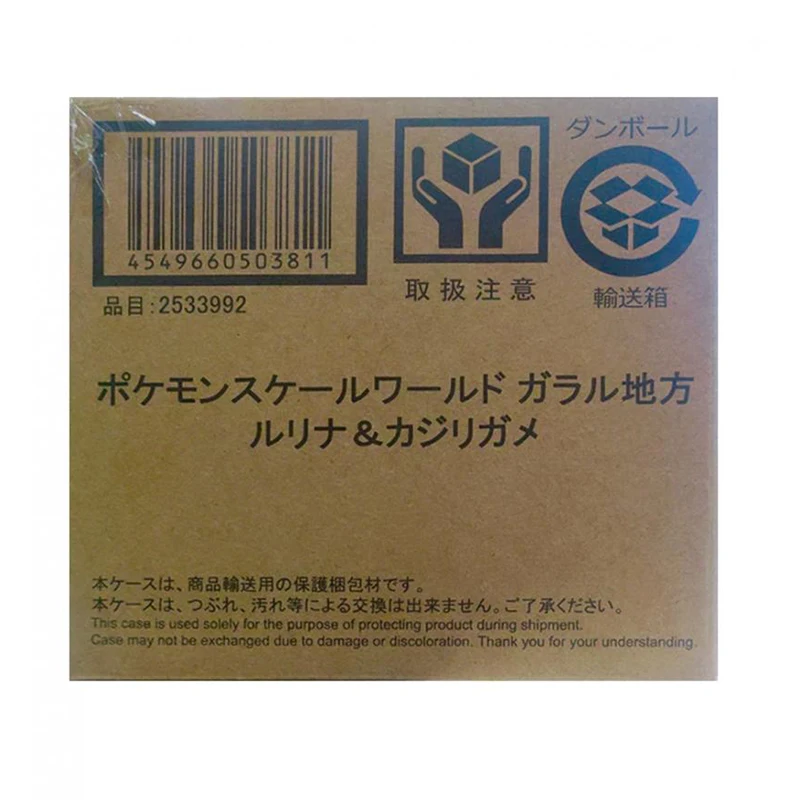 ダンボール
4549660503811
取扱注意
輸送箱
品目:2533992
ポケモンスケールワールド ガラル地方
ルリナ&カジリガメ
本ケースは、商品輸送用の保護梱包材です。
本ケースは、つぶれ、汚れ等による交換は出来ません。ご了承ください。
This case is used solely for the purpose of protecting product during shipment.
Case may not be exchanged due to damage or discoloration. Thank you for your understanding.